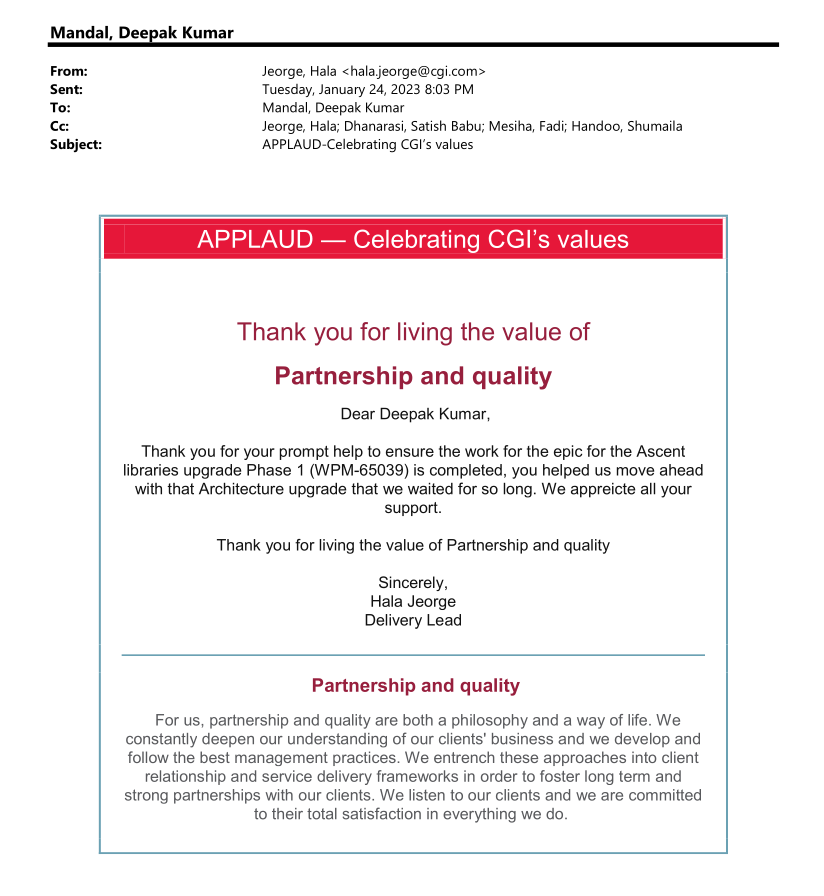 Mandal, Deepak Kumar
From: Jeorge, Hala <hala.jeorge@cgi.com>
Sent: Tuesday, January 24, 2023 8:03 PM
To: Mandal, Deepak Kumar
Cc: Jeorge, Hala; Dhanarasi, Satish Babu; Mesiha, Fadi; Handoo, Shumaila
Subject: APPLAUD-Celebrating CGI’s values
APPLAUD — Celebrating CGI’s values
Thank you for living the value of
Partnership and quality
Dear Deepak Kumar,
Thank you for your prompt help to ensure the work for the epic for the Ascent
libraries upgrade Phase 1 (WPM-65039) is completed, you helped us move ahead
with that Architecture upgrade that we waited for so long. We appreicte all your
support.
Thank you for living the value of Partnership and quality
Sincerely,
Hala Jeorge
Delivery Lead
Partnership and quality
For us, partnership and quality are both a philosophy and a way of life. We
constantly deepen our understanding of our clients' business and we develop and
follow the best management practices. We entrench these approaches into client
relationship and service delivery frameworks in order to foster long term and
strong partnerships with our clients. We listen to our clients and we are committed
to their total satisfaction in everything we do.